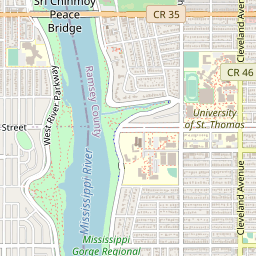 Sri Chinmoy
Peace
Bridge
CR 35
Cleveland Avenue
CR 46
West River Parkway
Ramsey County
University
of St. Thomas
Street
Mississippi River
Cleveland Avenue
Mississippi
Gorge Regional